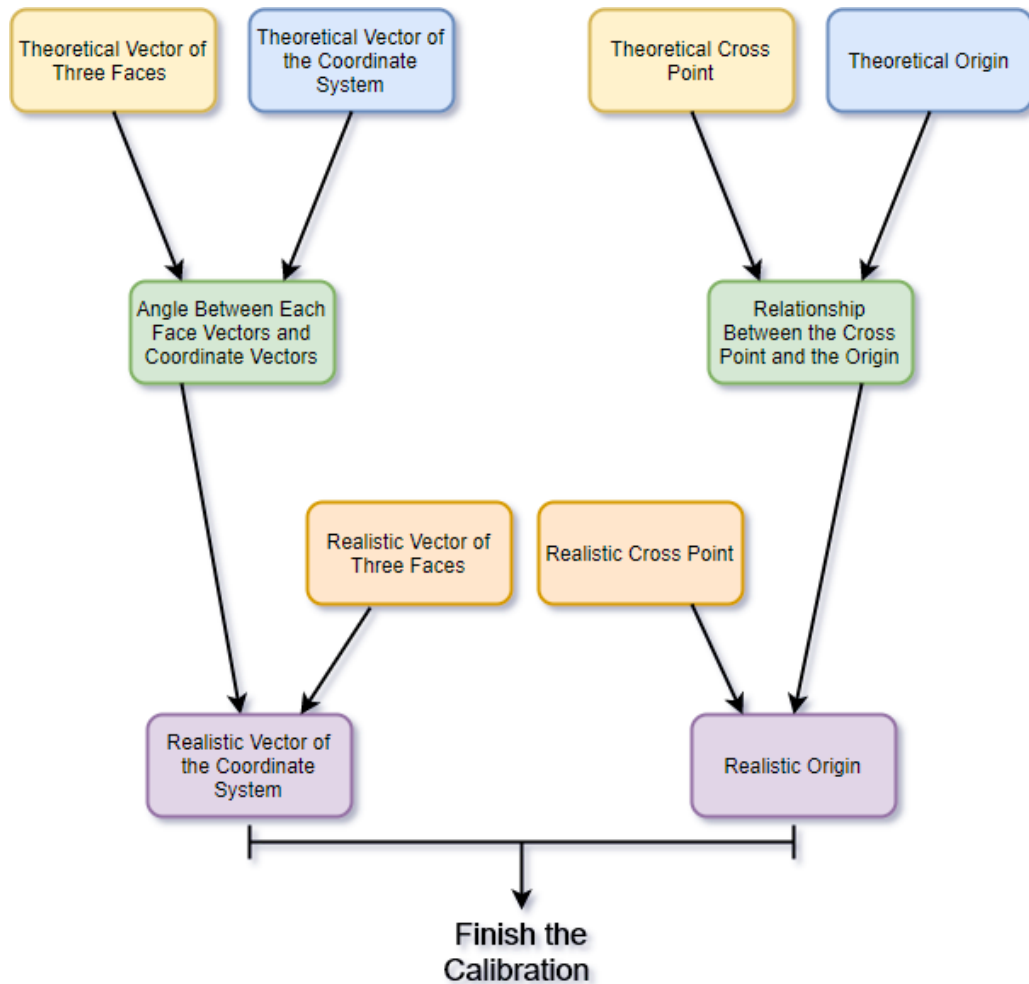 Theoretical Vector of
Three Faces
Theoretical Vector of
the Coordinate
System
Theoretical Cross
Point
Theoretical Origin
Angle Between Each
Face Vectors and
Coordinate Vectors
Relationship
Between the Cross
Point and the Origin
Realistic Vector of
Three Faces
Realistic Cross Point
Realistic Vector of
the Coordinate
System
Realistic Origin
Finish the
Calibration